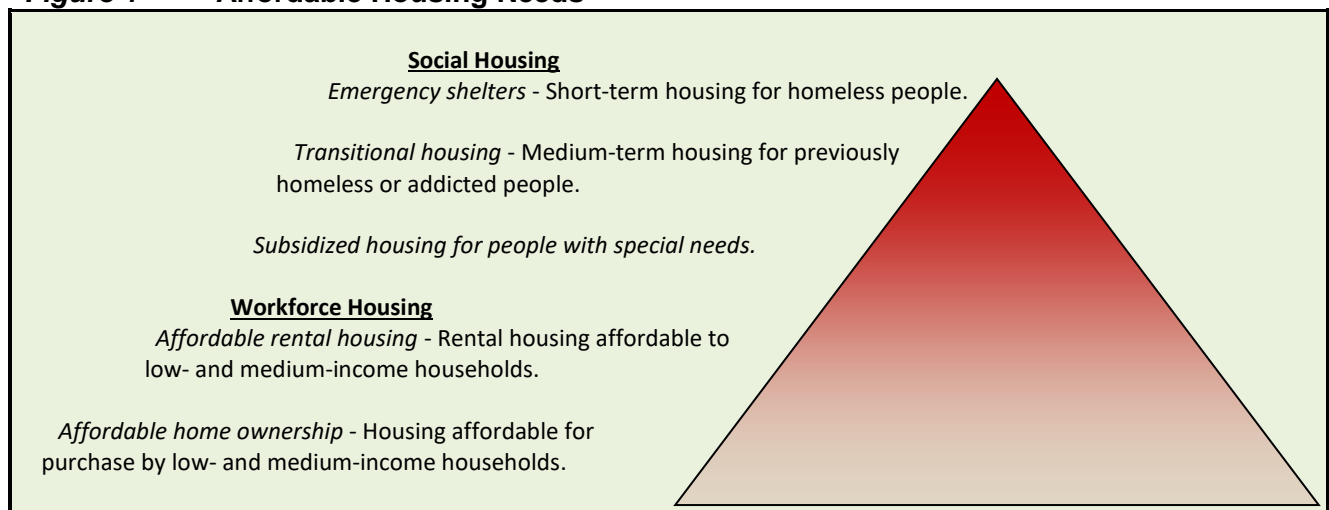 Affordable Housing Needs
Social Housing
Emergency shelters - Short-term housing for homeless people.
Transitional housing - Medium-term housing for previously
homeless or addicted people.
Subsidized housing for people with special needs.
Workforce Housing
Affordable rental housing - Rental housing affordable to
low- and medium-income households.
Affordable home ownership - Housing affordable for
purchase by low- and medium-income households.